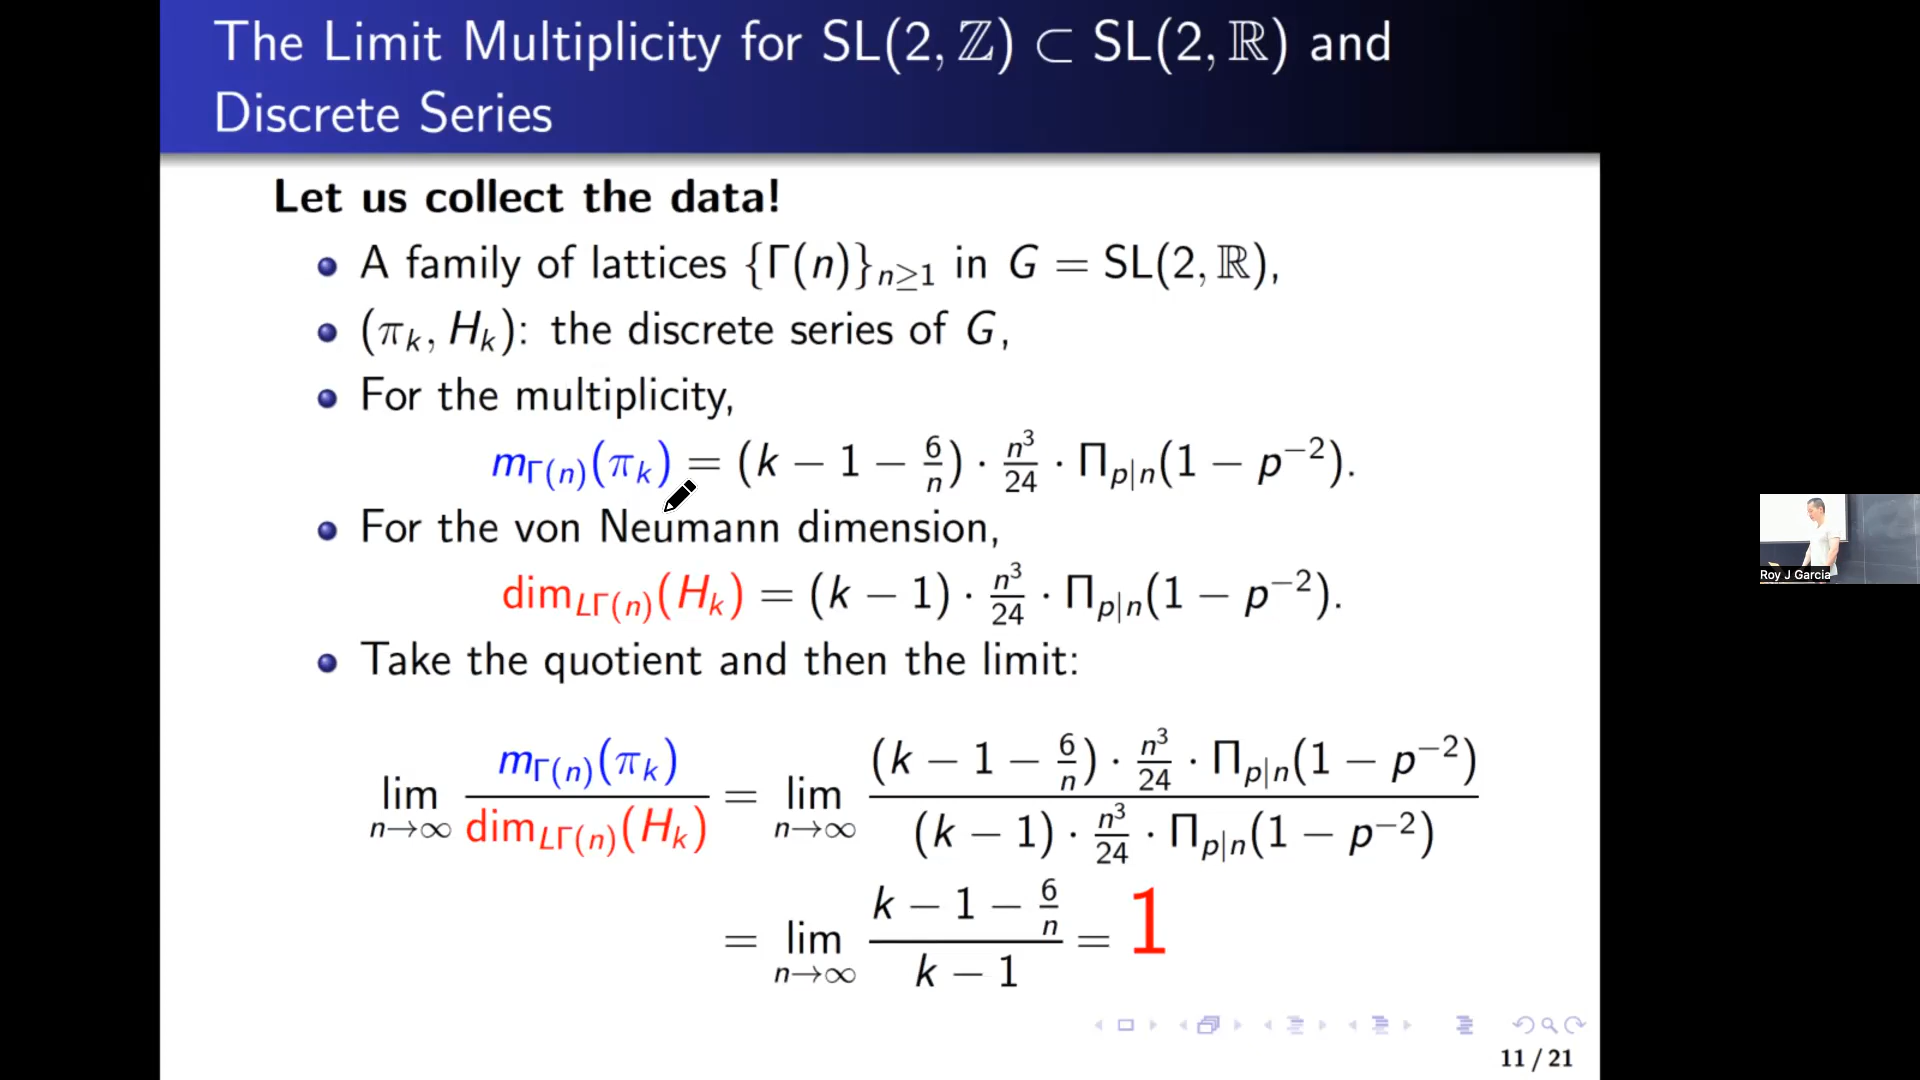 The Limit Multiplicity for SL(2, ℤ) ⊂ SL(2, ℝ) and
Discrete Series
Let us collect the data!
A family of lattices {Γ(n)}_{n≥1} in G = SL(2, ℝ),
(π_k, H_k): the discrete series of G,
For the multiplicity,
m_{Γ(n)}(π_k) = (k − 1 − 6/n) · n³/24 · Π_{p|n}(1 − p^{−2}).
For the von Neumann dimension,
dim_{LΓ(n)}(H_k) = (k − 1) · n³/24 · Π_{p|n}(1 − p^{−2}).
Take the quotient and then the limit:
lim_{n→∞} m_{Γ(n)}(π_k) / dim_{LΓ(n)}(H_k) = lim_{n→∞} (k − 1 − 6/n) · n³/24 · Π_{p|n}(1 − p^{−2}) / (k − 1) · n³/24 · Π_{p|n}(1 − p^{−2})
= lim_{n→∞} k − 1 − 6/n / k − 1 = 1
11 / 21
Roy J Garcia